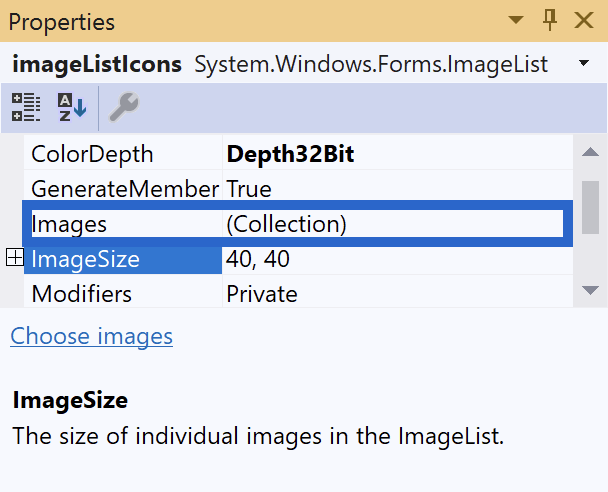 Properties
imageListIcons System.Windows.Forms.ImageList
A
Z
ColorDepth Depth32Bit
GenerateMember True
Images (Collection)
ImageSize 40, 40
Modifiers Private
Choose images
ImageSize
The size of individual images in the ImageList.